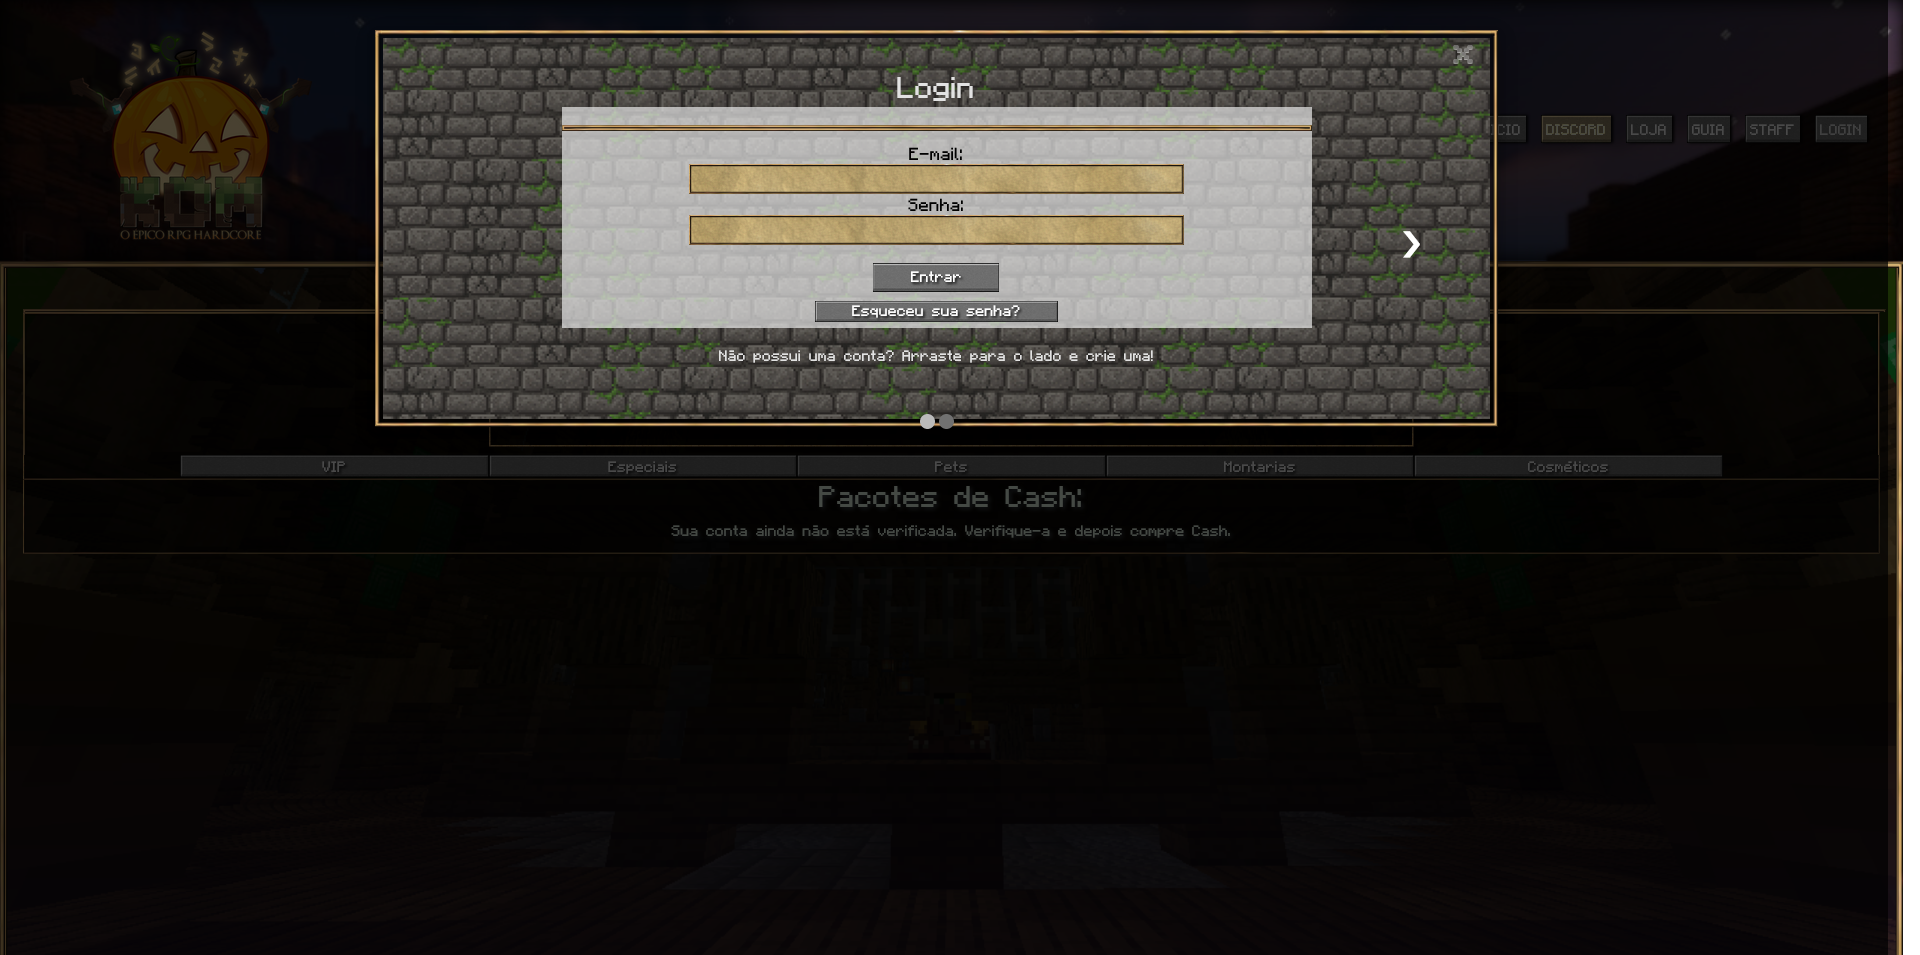 Login
E-mail:
Senha:
Entrar
Esqueceu sua senha?
Não possui uma conta? Arraste para o lado e crie uma!
DISCORD LOJA GUIA STAFF LOGIN
KDM
O EPICO RPG HARDCORE
VIP Especiais Pets Montarias Cosméticos
Pacotes de Cash:
Sua conta ainda não está verificada. Verifique-a e depois compre Cash.